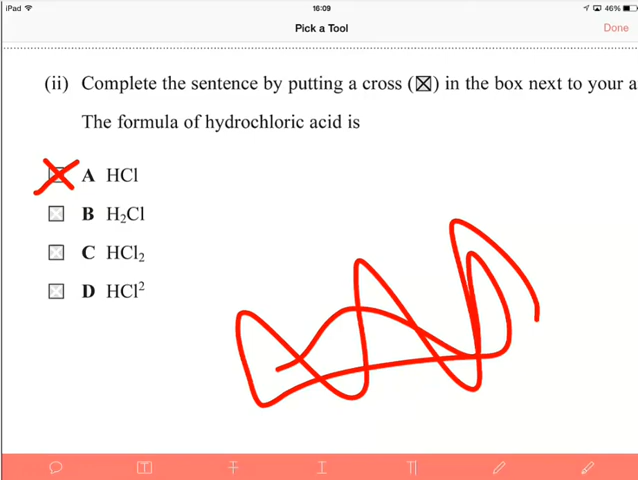 iPad 16:09 46%
Pick a Tool Done
(ii) Complete the sentence by putting a cross (☒) in the box next to your a
The formula of hydrochloric acid is
A HCl
B H₂Cl
C HCl₂
D HCl²